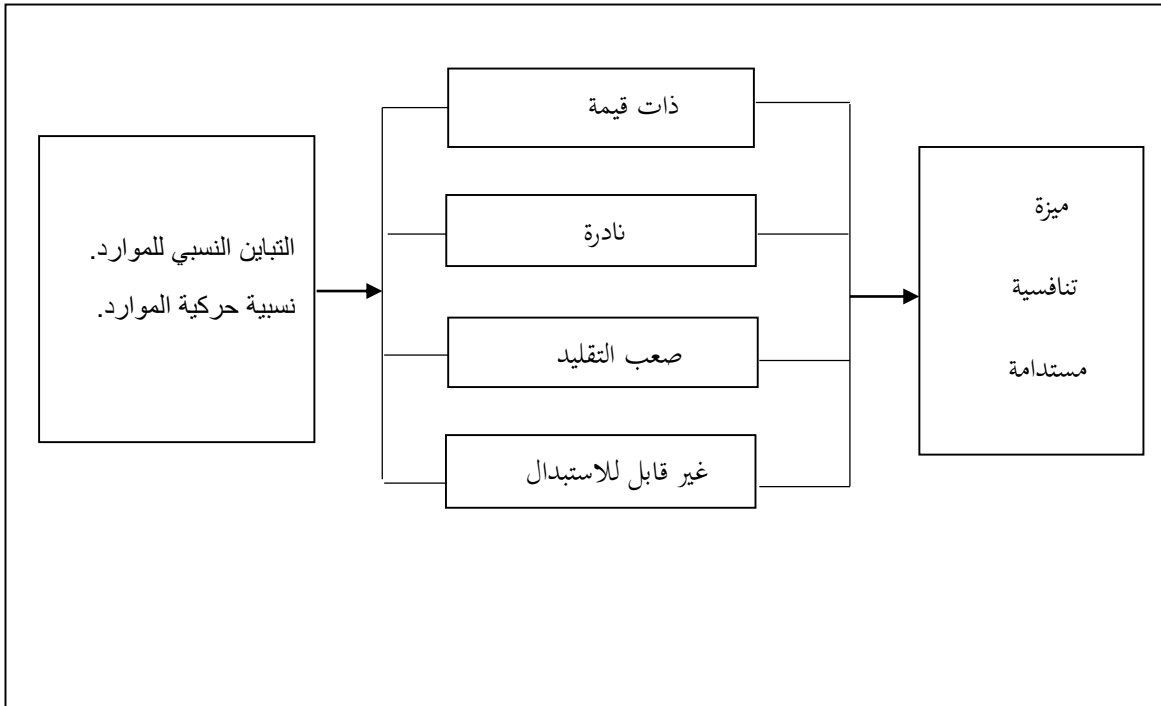 التباين النسبي للموارد.
نسبية حركية الموارد.
ذات قيمة
نادرة
صعب التقليد
غير قابل للاستبدال
ميزة
تنافسية
مستدامة